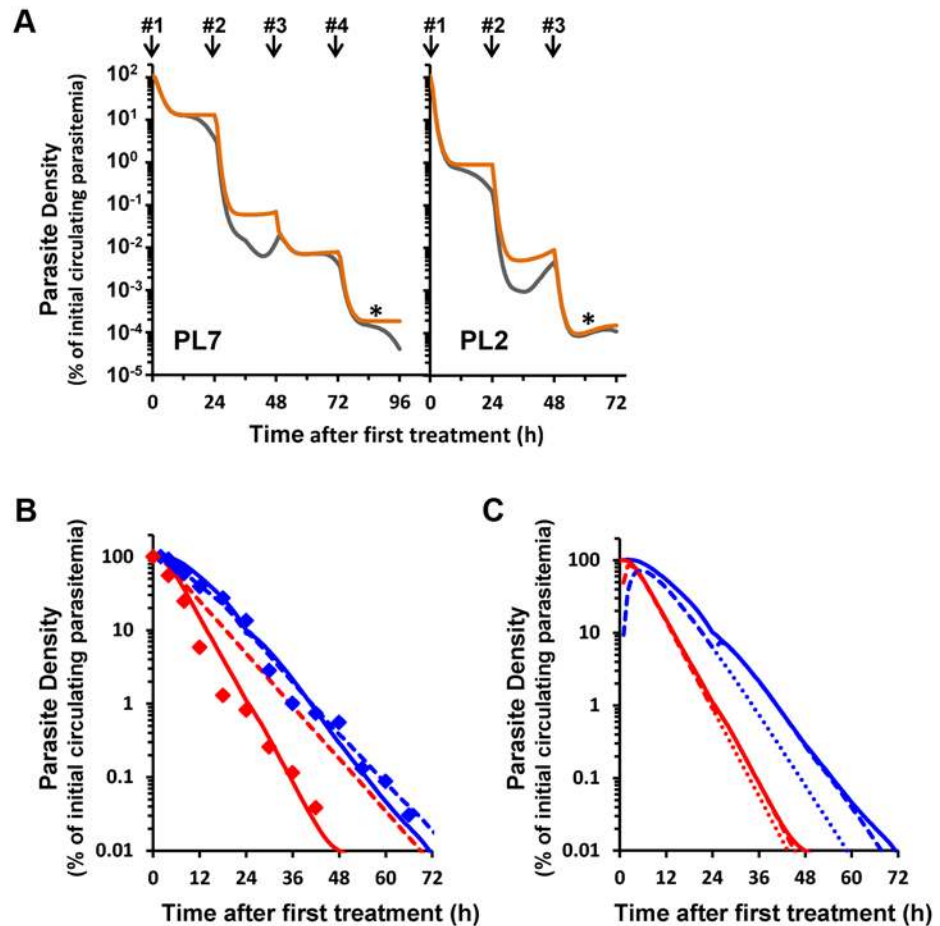 A
#1 #2 #3 #4 #1 #2 #3
Parasite Density
(% of initial circulating parasitemia)
10²
10¹
10⁰
10⁻¹
10⁻²
10⁻³
10⁻⁴
10⁻⁵
*
*
PL7
PL2
0 24 48 72 96 0 24 48 72
Time after first treatment (h)
B
Parasite Density
(% of initial circulating parasitemia)
100
10
1
0.1
0.01
0 12 24 36 48 60 72
Time after first treatment (h)
C
Parasite Density
(% of initial circulating parasitemia)
100
10
1
0.1
0.01
0 12 24 36 48 60 72
Time after first treatment (h)